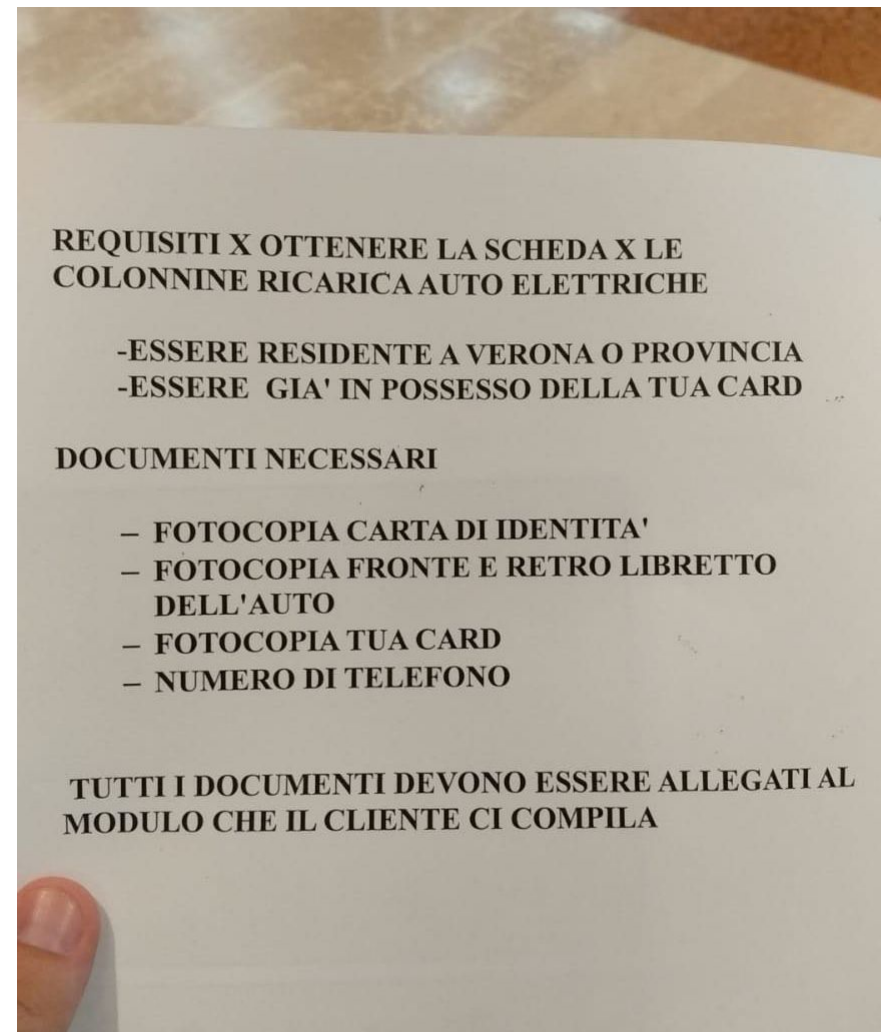 REQUISITI X OTTENERE LA SCHEDA X LE
COLONNINE RICARICA AUTO ELETTRICHE
-ESSERE RESIDENTE A VERONA O PROVINCIA
-ESSERE GIA' IN POSSESSO DELLA TUA CARD
DOCUMENTI NECESSARI
– FOTOCOPIA CARTA DI IDENTITA'
– FOTOCOPIA FRONTE E RETRO LIBRETTO
DELL'AUTO
– FOTOCOPIA TUA CARD
– NUMERO DI TELEFONO
TUTTI I DOCUMENTI DEVONO ESSERE ALLEGATI AL
MODULO CHE IL CLIENTE CI COMPILA